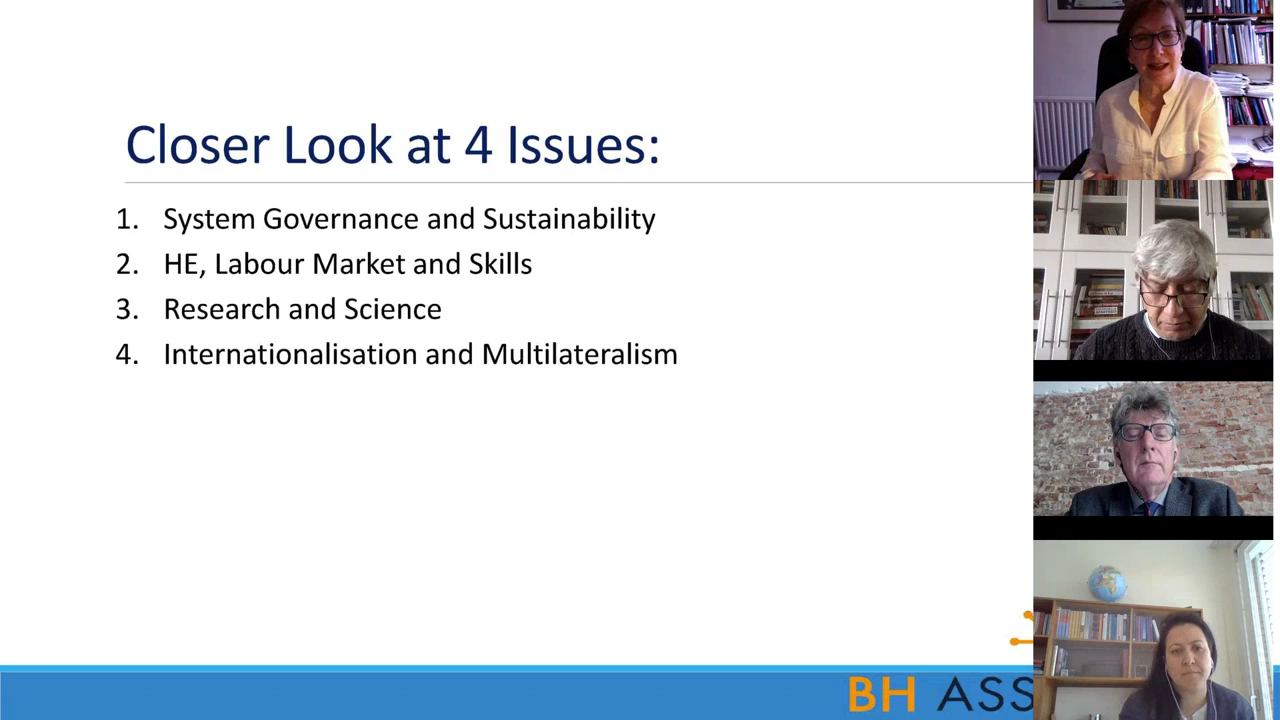 Closer Look at 4 Issues:
1. System Governance and Sustainability
2. HE, Labour Market and Skills
3. Research and Science
4. Internationalisation and Multilateralism
BH ASS